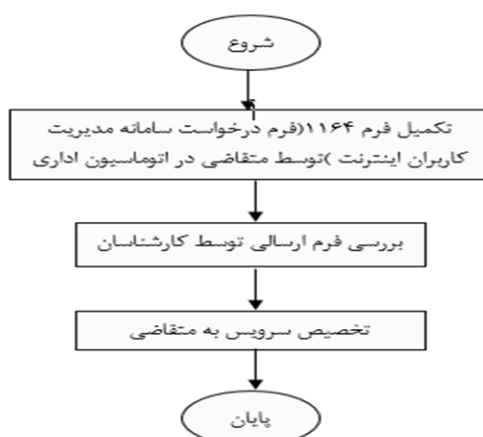 شروع
تکمیل فرم ۱۱۶۴(فرم درخواست سامانه مدیریت
کاربران اینترنت )توسط متقاضی در اتوماسیون اداری
بررسی فرم ارسالی توسط کارشناسان
تخصیص سرویس به متقاضی
پایان